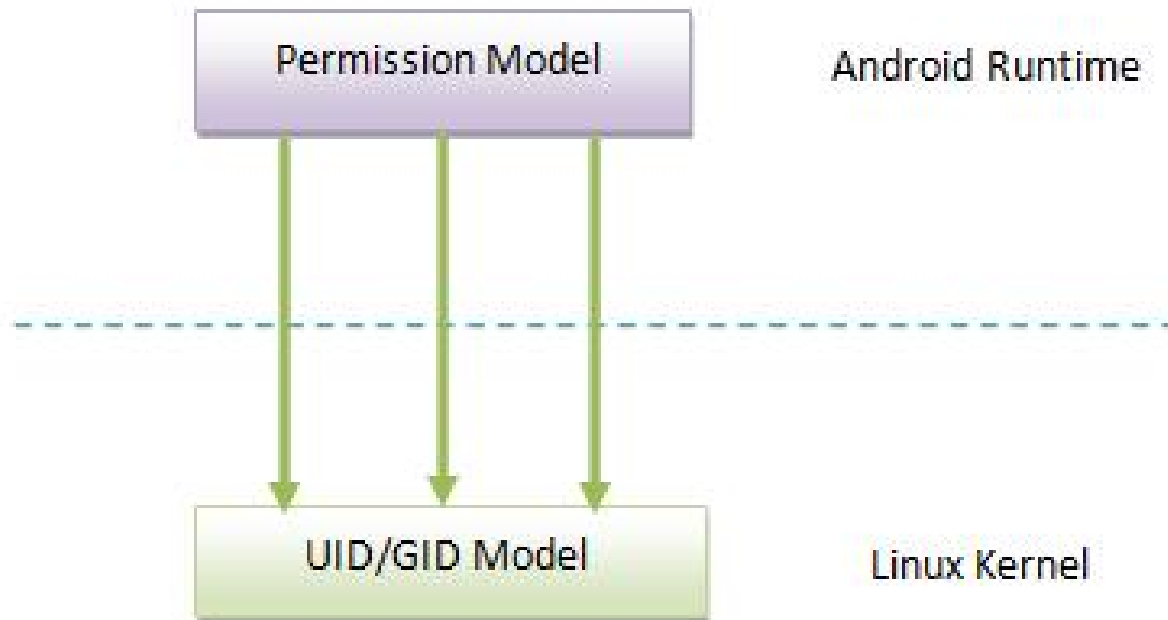 Permission Model
Android Runtime
UID/GID Model
Linux Kernel